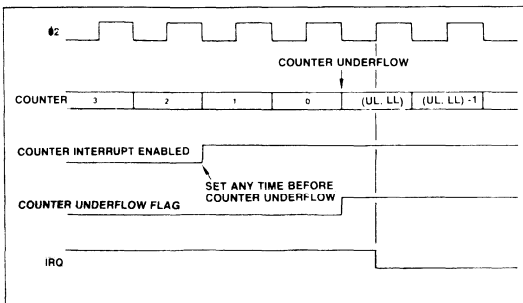 φ2
COUNTER UNDERFLOW
COUNTER 3 2 1 0 (UL. LL) (UL. LL) -1
COUNTER INTERRUPT ENABLED
SET ANY TIME BEFORE
COUNTER UNDERFLOW
COUNTER UNDERFLOW FLAG
IRQ